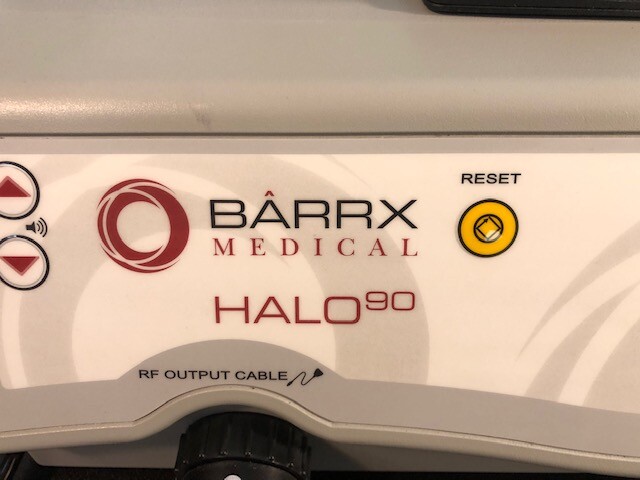 RESET
BÂRRX
MEDICAL
HALO90
RF OUTPUT CABLE